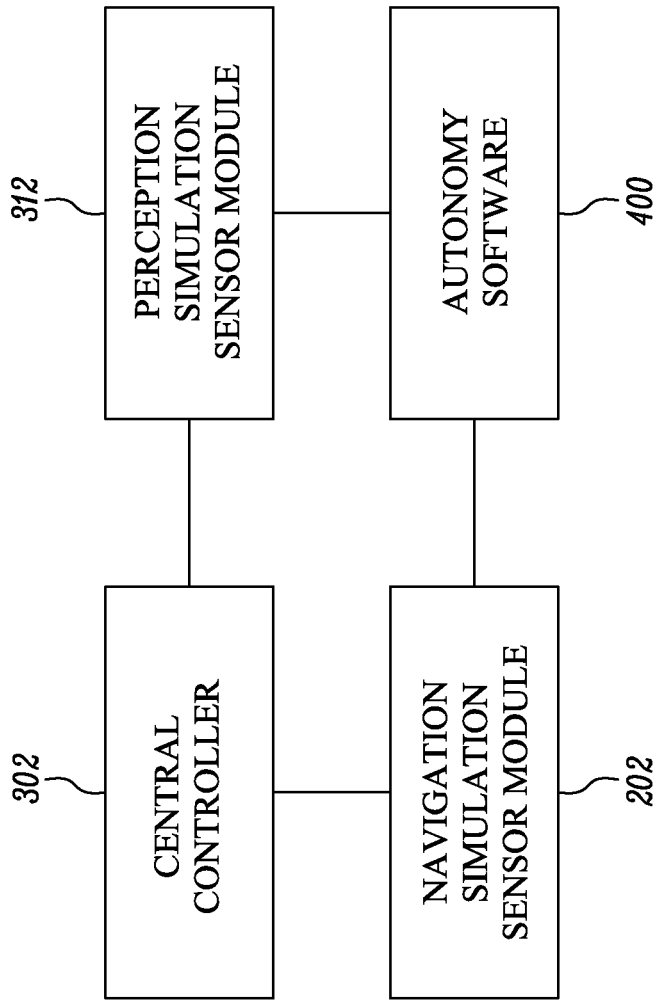 302
CENTRAL
CONTROLLER
312
PERCEPTION
SIMULATION
SENSOR MODULE
NAVIGATION
SIMULATION
SENSOR MODULE
202
AUTONOMY
SOFTWARE
400